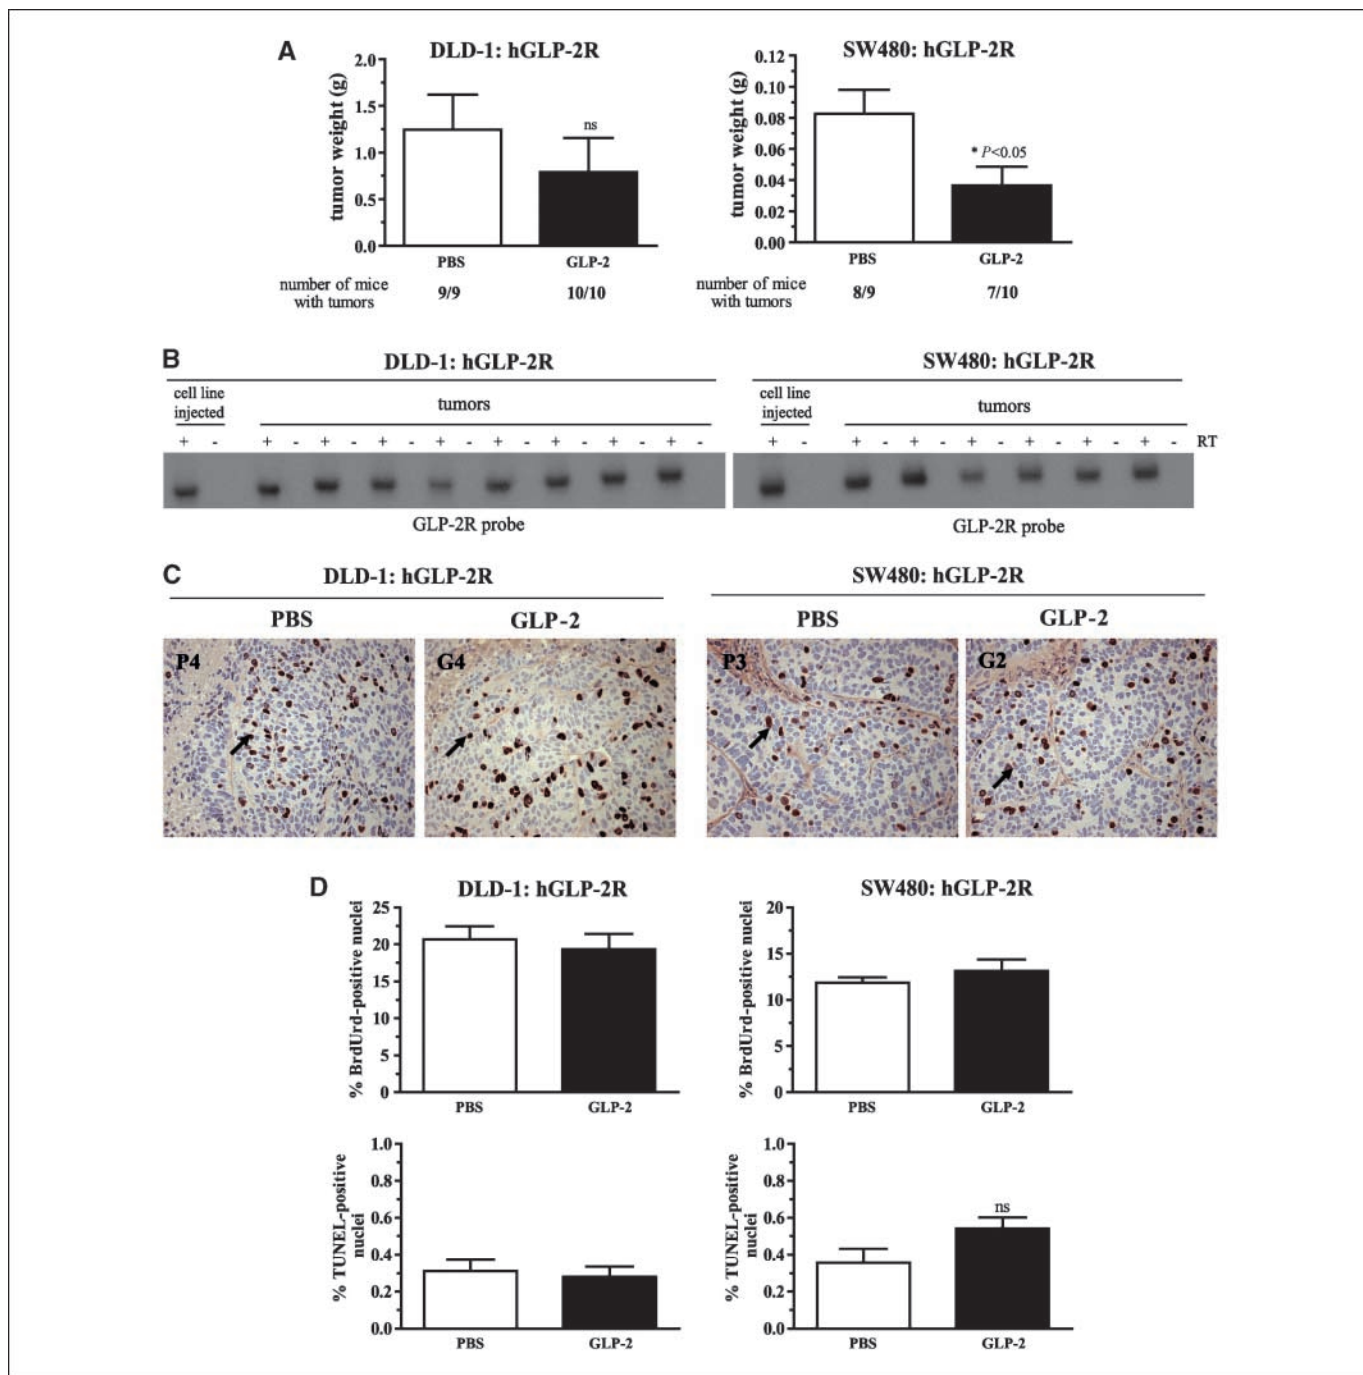 A
DLD-1: hGLP-2R
tumor weight (g)
2.0
1.5
1.0
0.5
0.0
ns
PBS
GLP-2
number of mice
with tumors
9/9
10/10
SW480: hGLP-2R
tumor weight (g)
0.12
0.10
0.08
0.06
0.04
0.02
0.00
* P<0.05
PBS
GLP-2
number of mice
with tumors
8/9
7/10
B
DLD-1: hGLP-2R
cell line
injected
tumors
+ - + - + - + - + - + - + - + - + -
GLP-2R probe
SW480: hGLP-2R
cell line
injected
tumors
+ - + - + - + - + - + - + - RT
GLP-2R probe
C
DLD-1: hGLP-2R
PBS
GLP-2
P4
G4
SW480: hGLP-2R
PBS
GLP-2
P3
G2
D
DLD-1: hGLP-2R
% BrdUrd-positive nuclei
25
20
15
10
5
0
PBS
GLP-2
SW480: hGLP-2R
% BrdUrd-positive nuclei
20
15
10
5
0
PBS
GLP-2
% TUNEL-positive
nuclei
1.0
0.8
0.6
0.4
0.2
0.0
PBS
GLP-2
% TUNEL-positive
nuclei
1.0
0.8
0.6
0.4
0.2
0.0
ns
PBS
GLP-2